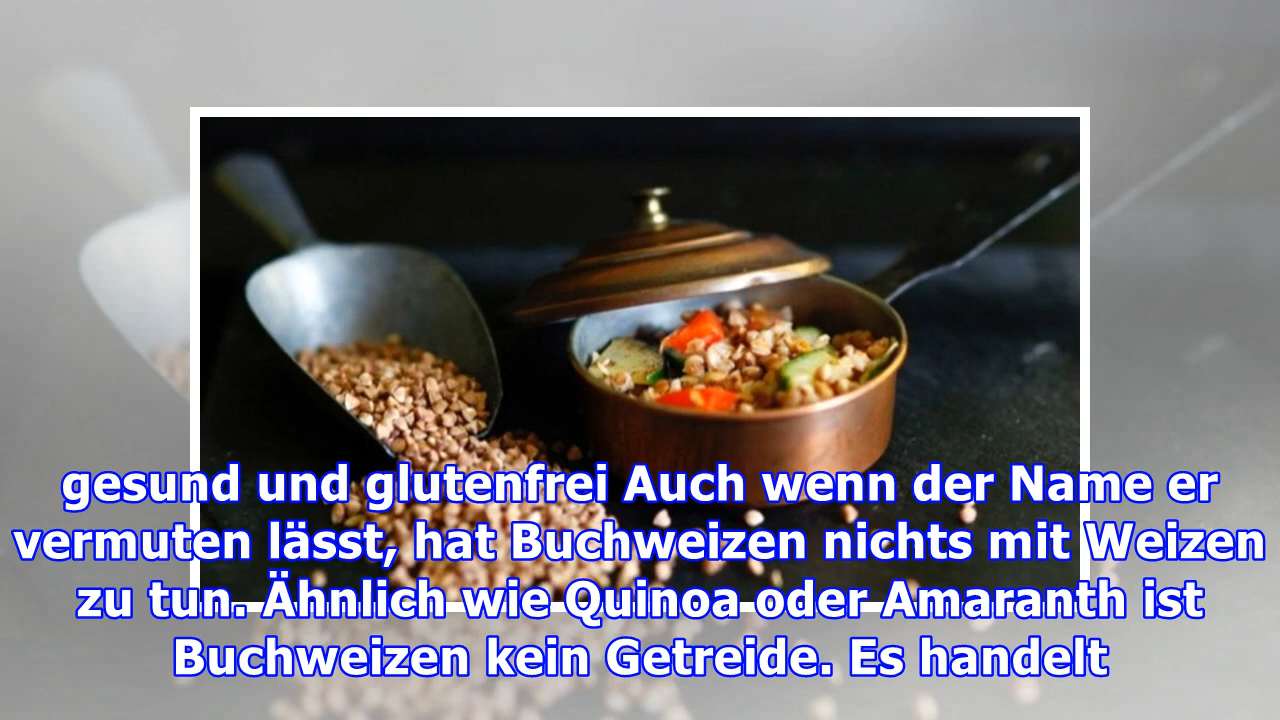 gesund und glutenfrei Auch wenn der Name er
vermuten lässt, hat Buchweizen nichts mit Weizen
zu tun. Ähnlich wie Quinoa oder Amaranth ist
Buchweizen kein Getreide. Es handelt